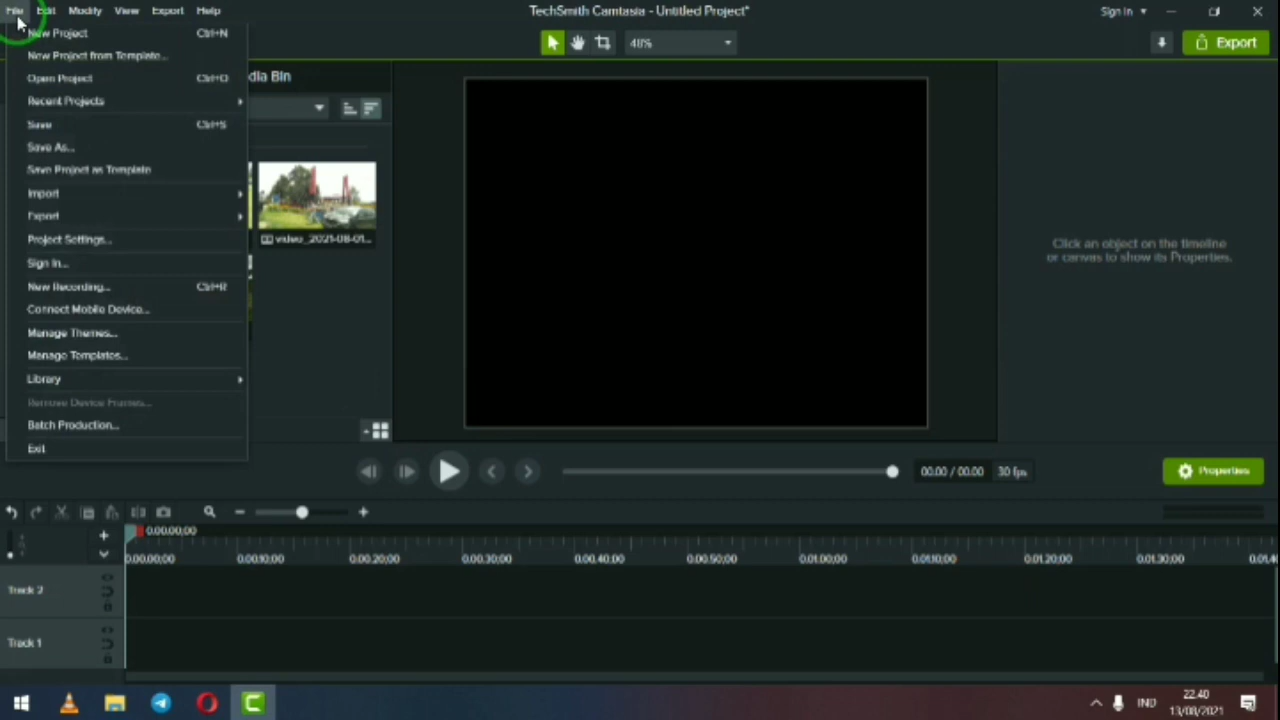 File Edit Modify View Export Help
TechSmith Camtasia - Untitled Project*
Sign In
48%
Export
New Project Ctrl+N
New Project from Template...
Open Project Ctrl+O
Recent Projects
Save Ctrl+S
Save As...
Save Project as Template
Import
Export
Project Settings...
Sign In...
New Recording... Ctrl+R
Connect Mobile Device...
Manage Themes...
Manage Templates...
Library
Remove Device Frames...
Batch Production...
Exit
dia Bin
video_2021-08-01...
Click an object on the timeline
or canvas to show its Properties.
00:00 / 00:00 30 fps
Properties
0:00:00;00
0:00:00;00 0:00:10;00 0:00:20;00 0:00:30;00 0:00:40;00 0:00:50;00 0:01:00;00 0:01:10;00 0:01:20;00 0:01:30;00 0:01:4
Track 2
Track 1
IND
22.40
13/08/2021